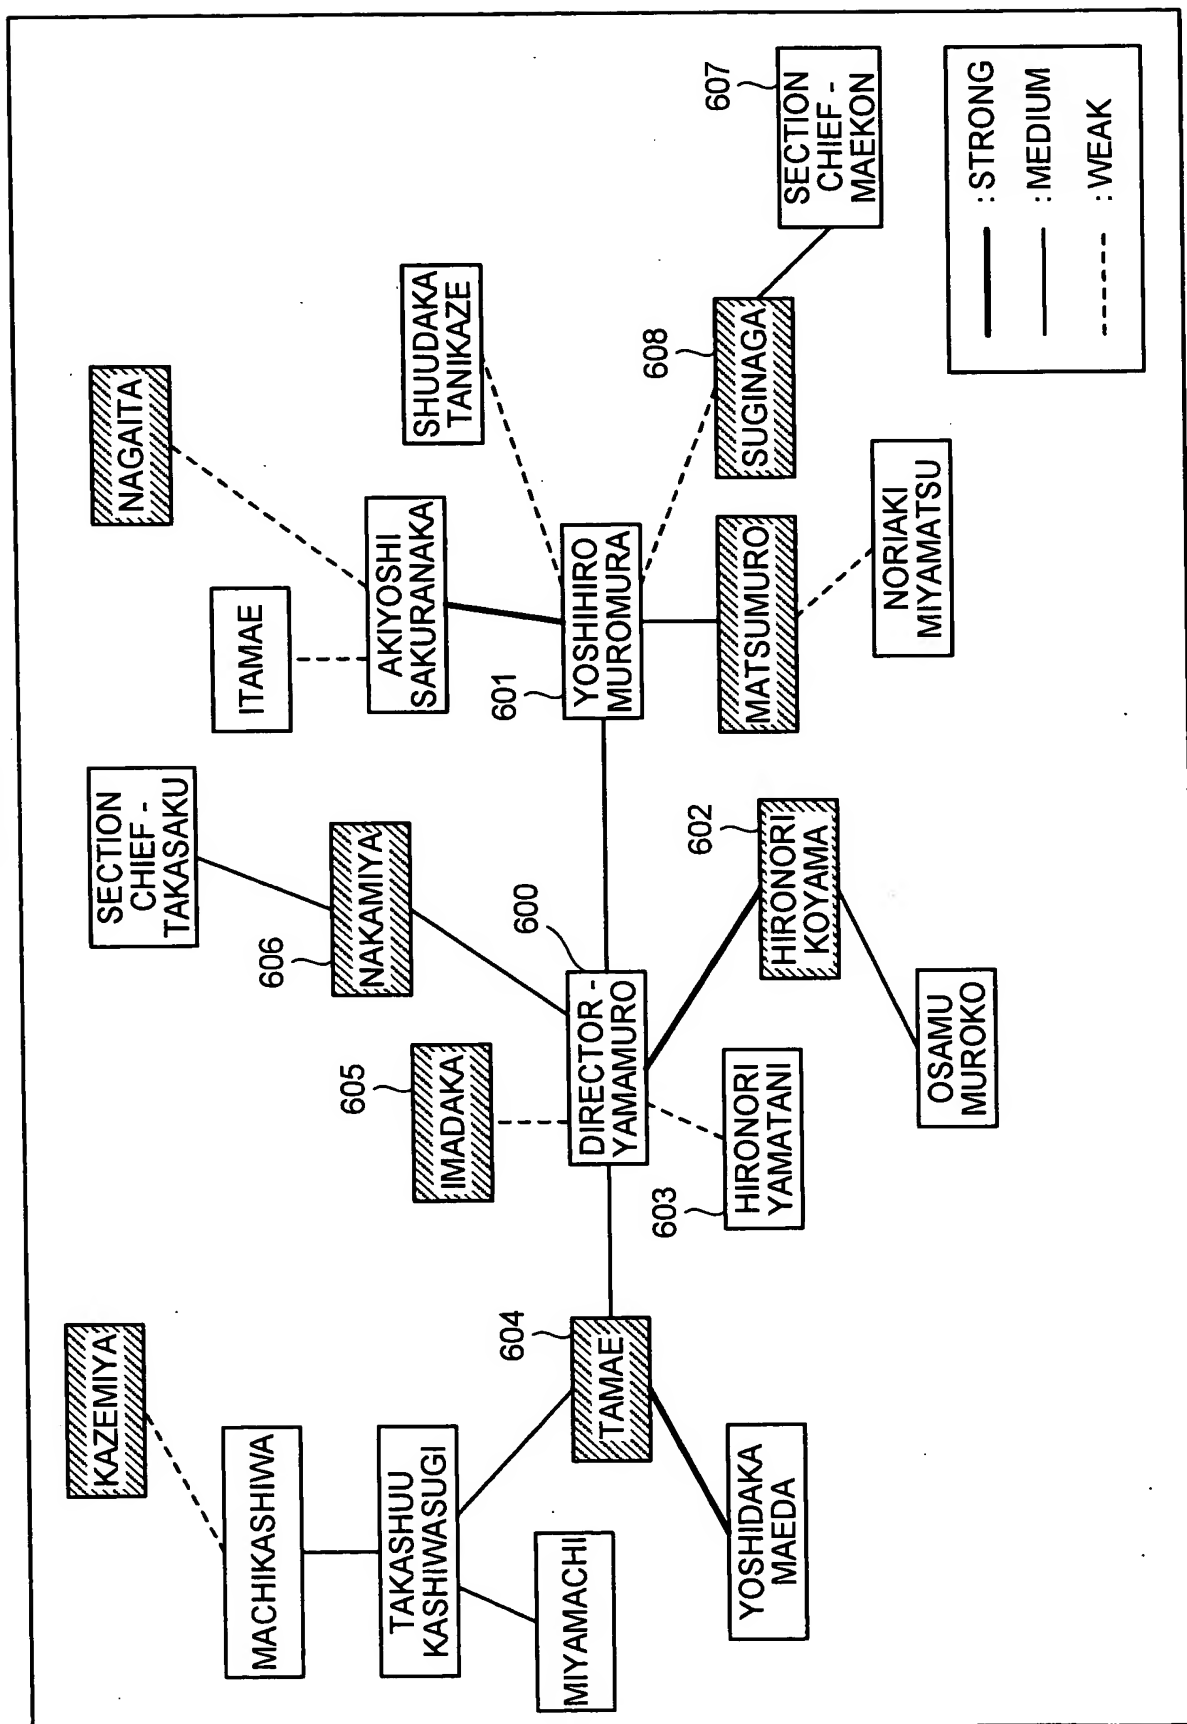 KAZEMIYA
MACHIKASHIWA
TAKASHUU
KASHIWASUGI
MIYAMACHI
604
TAMAE
YOSHIDAKA
MAEDA
SECTION
CHIEF -
TAKASAKU
606
NAKAMIYA
605
IMADAKA
600
DIRECTOR -
YAMAMURO
603
HIRONORI
YAMATANI
602
HIRONORI
KOYAMA
OSAMU
MUROKO
NAGAITA
ITAMAE
AKIYOSHI
SAKURANAKA
SHUUDAKA
TANIKAZE
601
YOSHIHIRO
MUROMURA
MATSUMURO
608
SUGINAGA
NORIAKI
MIYAMATSU
607
SECTION
CHIEF -
MAEKON
: STRONG
: MEDIUM
: WEAK